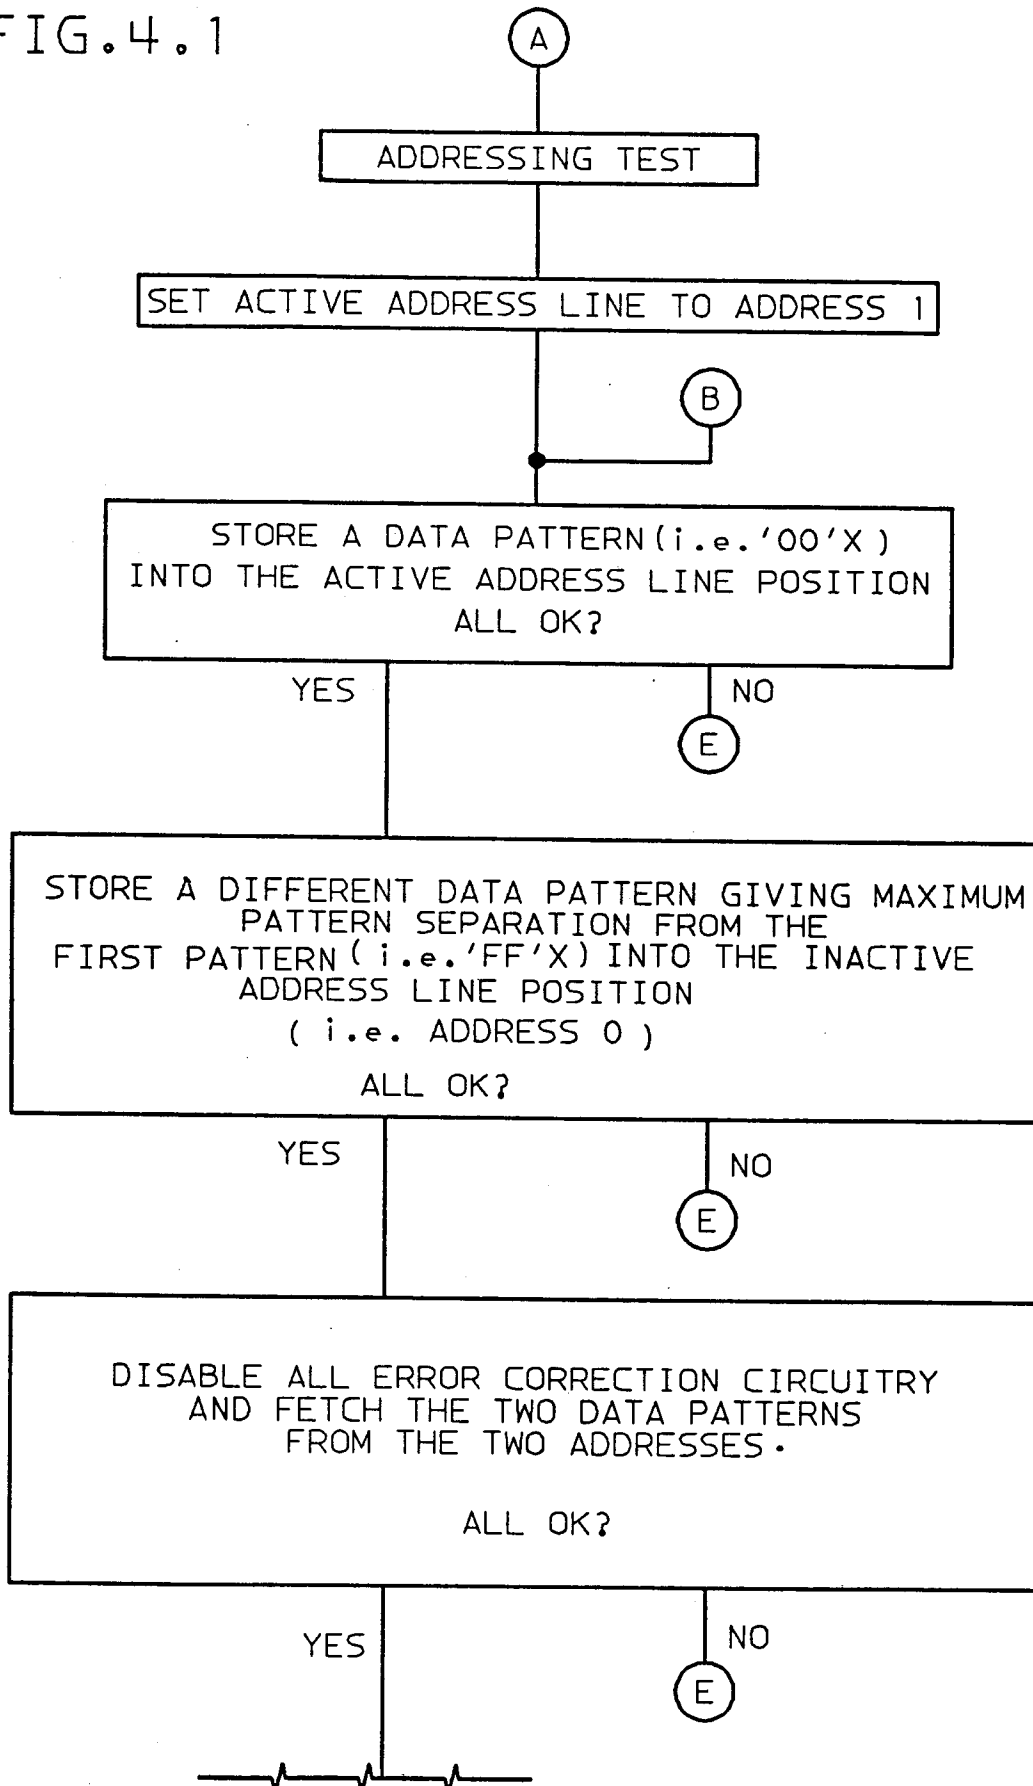 FIG.4.1
A
ADDRESSING TEST
SET ACTIVE ADDRESS LINE TO ADDRESS 1
B
STORE A DATA PATTERN (i.e.'00'X )
INTO THE ACTIVE ADDRESS LINE POSITION
ALL OK?
YES
NO
E
STORE A DIFFERENT DATA PATTERN GIVING MAXIMUM
PATTERN SEPARATION FROM THE
FIRST PATTERN ( i.e.'FF'X) INTO THE INACTIVE
ADDRESS LINE POSITION
( i.e. ADDRESS 0 )
ALL OK?
YES
NO
E
DISABLE ALL ERROR CORRECTION CIRCUITRY
AND FETCH THE TWO DATA PATTERNS
FROM THE TWO ADDRESSES.
ALL OK?
YES
NO
E